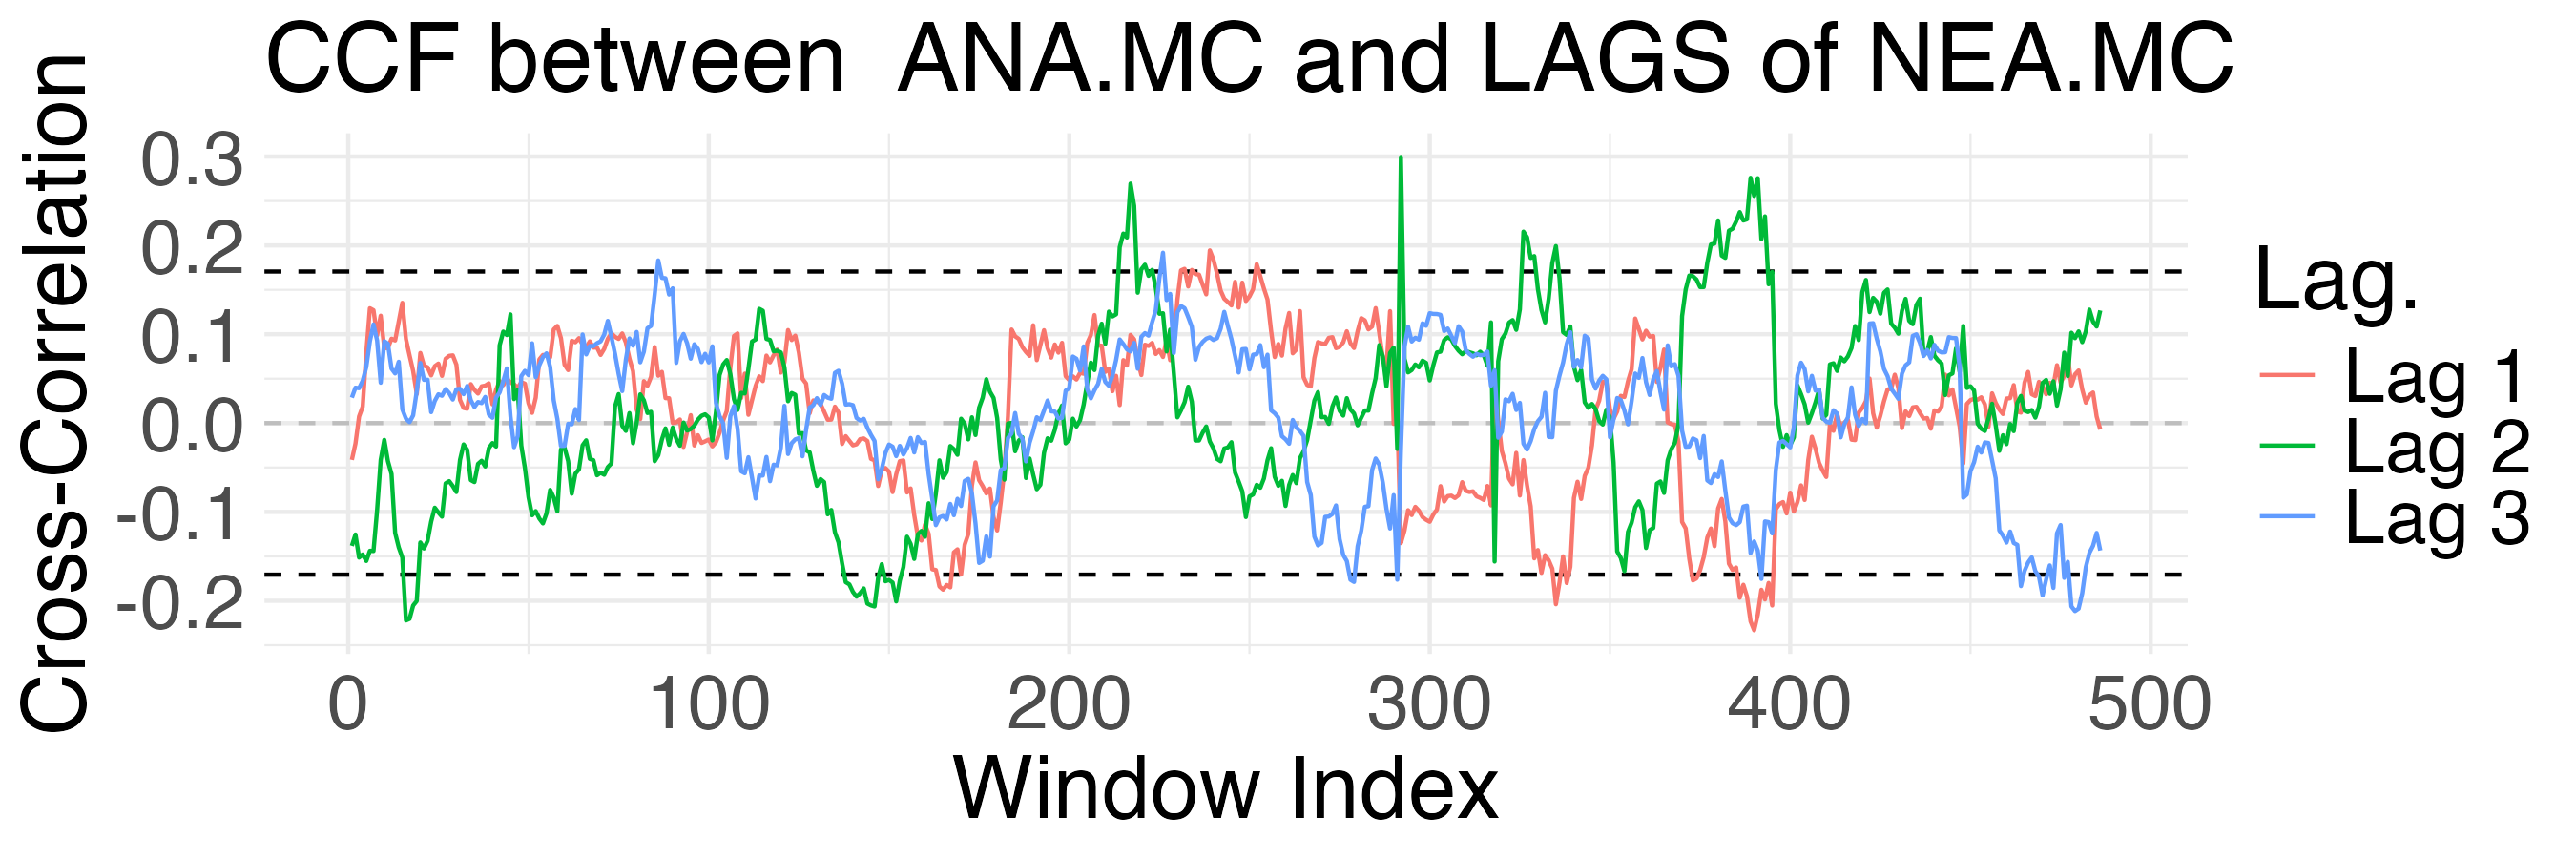 CCF between  ANA.MC and LAGS of NEA.MC
Cross-Correlation
0.3
0.2
0.1
0.0
-0.1
-0.2
0 100 200 300 400 500
Window Index
Lag.
Lag 1
Lag 2
Lag 3